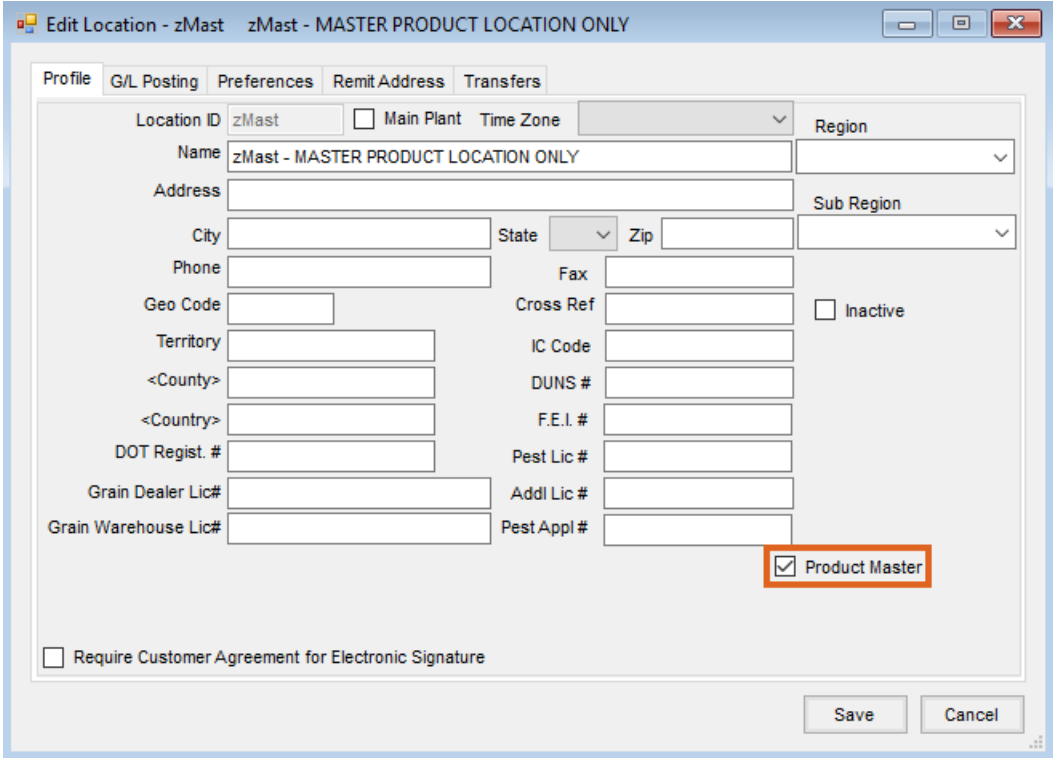 Edit Location - zMast zMast - MASTER PRODUCT LOCATION ONLY
Profile G/L Posting Preferences Remit Address Transfers
Location ID zMast Main Plant Time Zone Region
Name zMast - MASTER PRODUCT LOCATION ONLY
Address Sub Region
City State Zip
Phone Fax
Geo Code Cross Ref Inactive
Territory IC Code
<County> DUNS #
<Country> F.E.I. #
DOT Regist. # Pest Lic #
Grain Dealer Lic# Addl Lic #
Grain Warehouse Lic# Pest Appl #
Product Master
Require Customer Agreement for Electronic Signature
Save Cancel